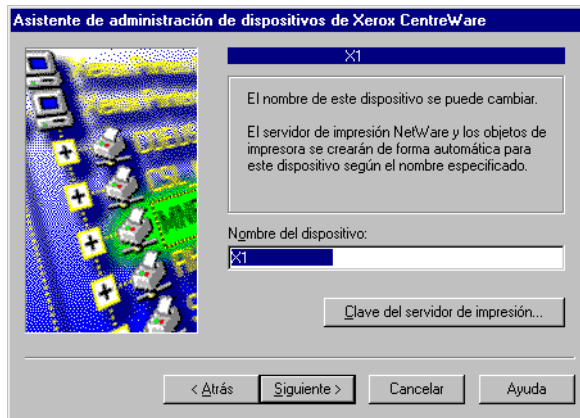 Asistente de administración de dispositivos de Xerox CentreWare
X1
El nombre de este dispositivo se puede cambiar.
El servidor de impresión NetWare y los objetos de
impresora se crearán de forma automática para
este dispositivo según el nombre especificado.
Nombre del dispositivo:
X1
Clave del servidor de impresión...
< Atrás
Siguiente >
Cancelar
Ayuda